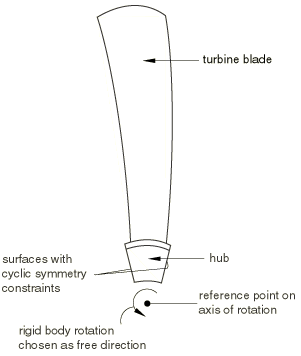 turbine blade
hub
surfaces with
cyclic symmetry
constraints
reference point on
axis of rotation
rigid body rotation
chosen as free direction